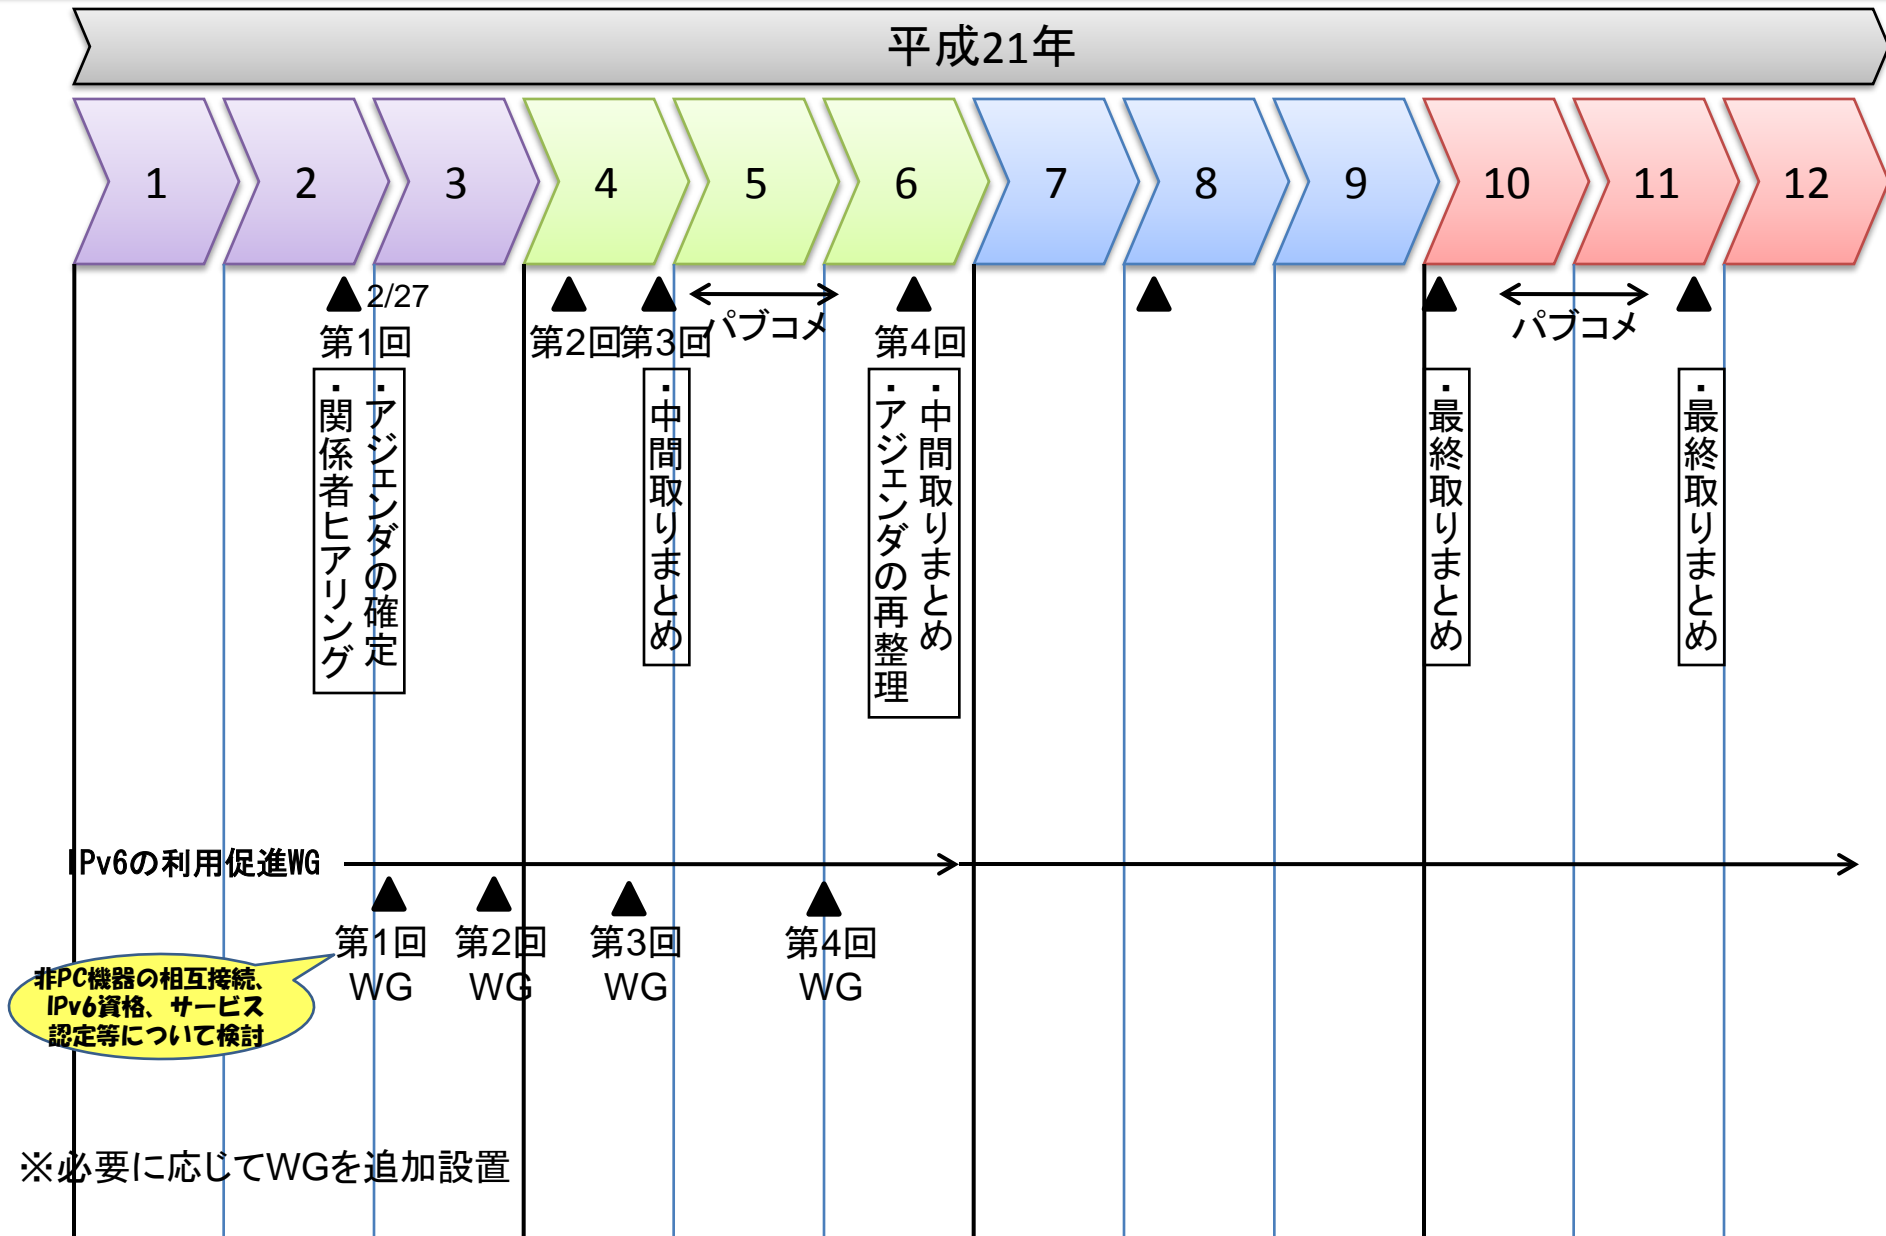 平成21年
1
2
3
4
5
6
7
8
9
10
11
12
▲2/27
第1回
・アジェンダの確定
・関係者ヒアリング
▲
第2回
▲
第3回
・中間取りまとめ
パブコメ
▲
第4回
・中間取りまとめ
・アジェンダの再整理
▲
▲
・最終取りまとめ
パブコメ
▲
・最終取りまとめ
IPv6の利用促進WG
▲
第1回
WG
▲
第2回
WG
▲
第3回
WG
▲
第4回
WG
非PC機器の相互接続、
IPv6資格、サービス
認定等について検討
※必要に応じてWGを追加設置